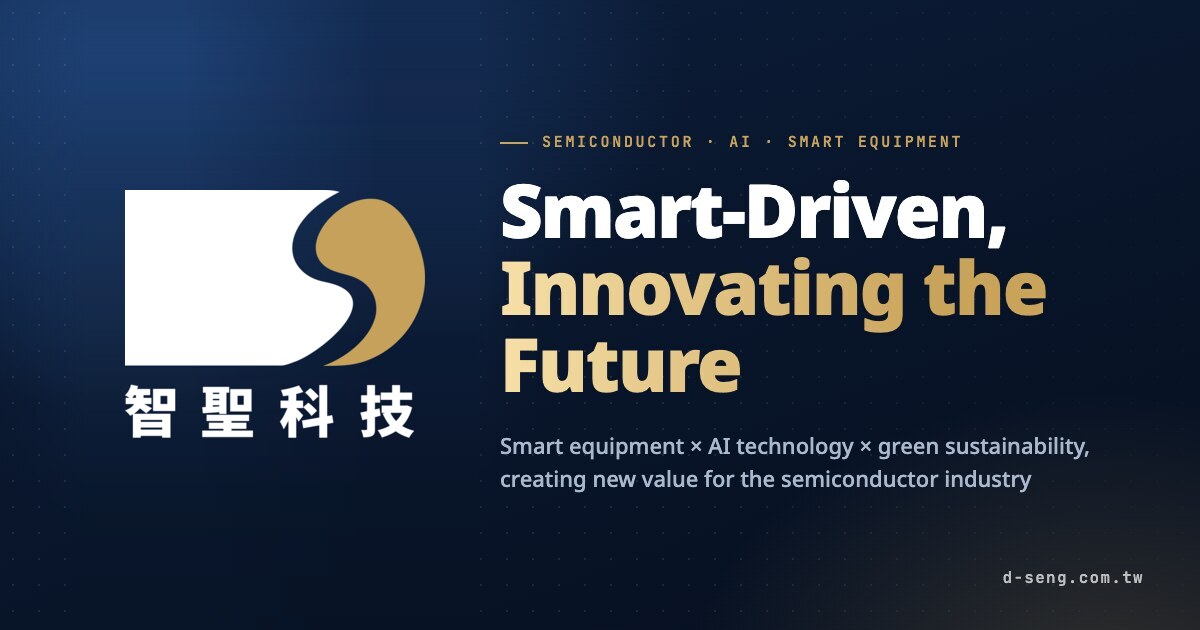 SEMICONDUCTOR · AI · SMART EQUIPMENT
Smart-Driven,
Innovating the
Future
智聖科技
Smart equipment × AI technology × green sustainability,
creating new value for the semiconductor industry
d-seng.com.tw